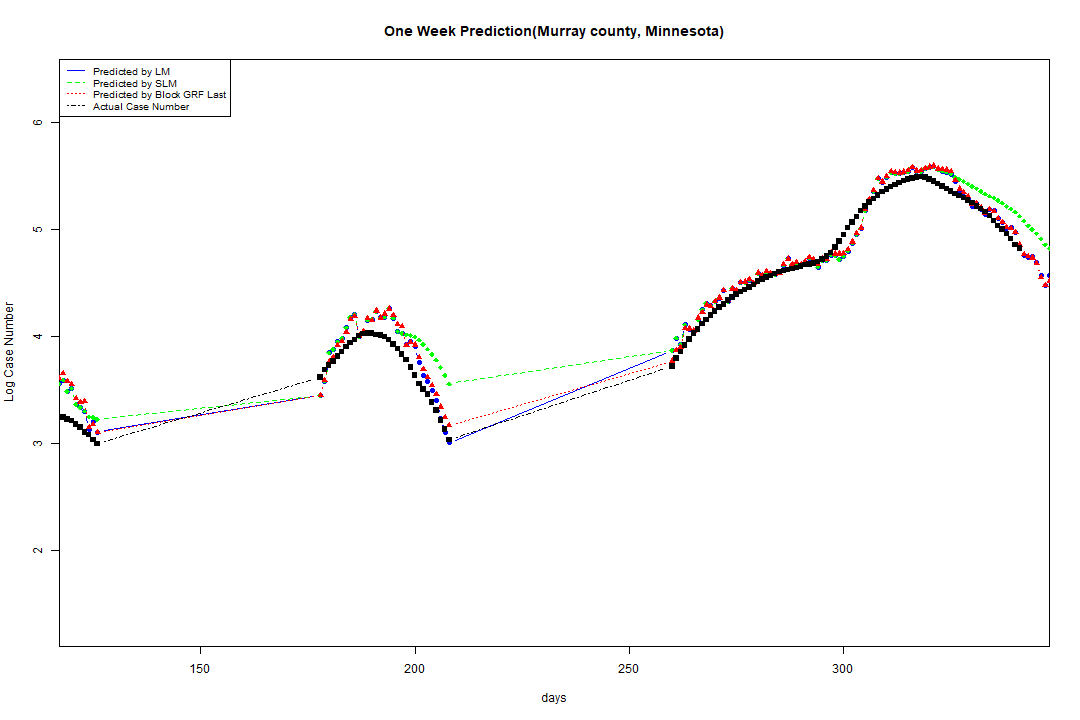 One Week Prediction(Murray county, Minnesota)
Predicted by LM
Predicted by SLM
Predicted by Block GRF Last
Actual Case Number
Log Case Number
6
5
4
3
2
150 200 250 300
days